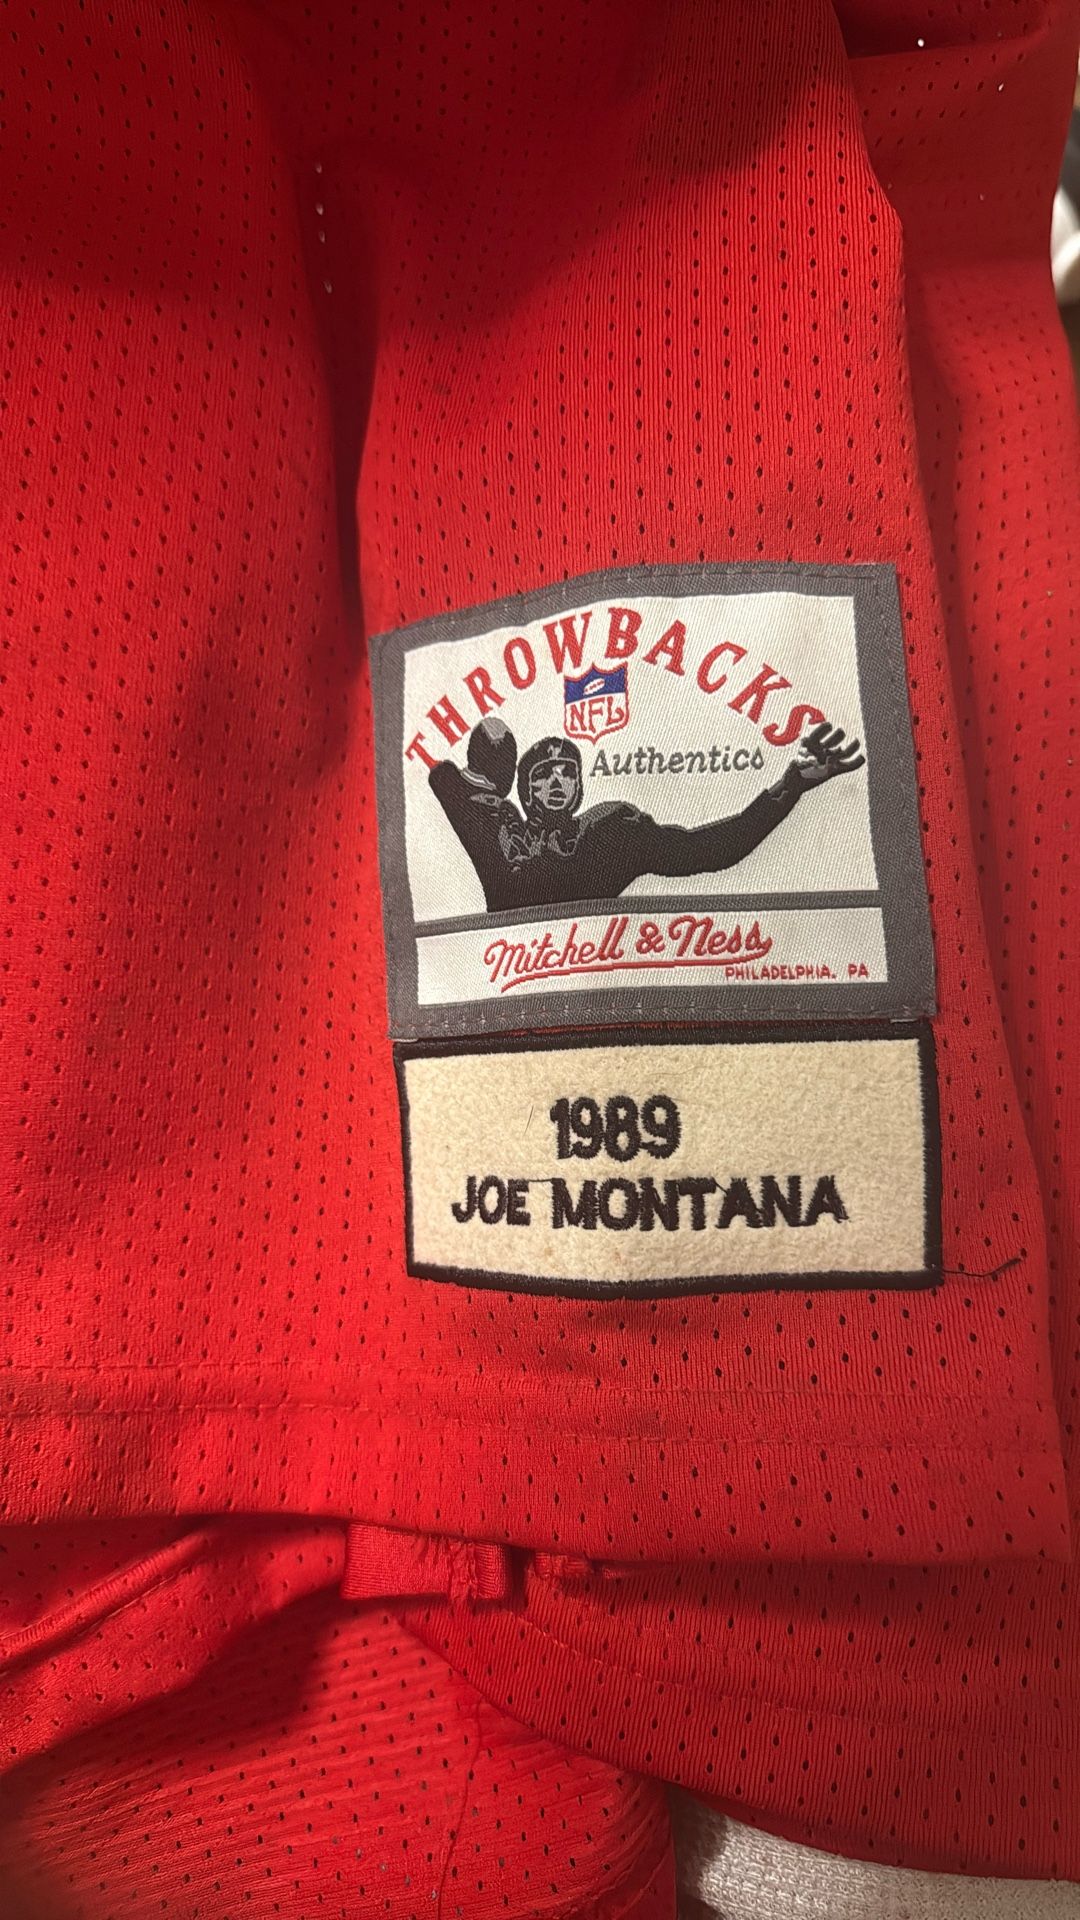 THROWBACKS
NFL
Authentics
Mitchell & Ness
PHILADELPHIA. PA
1989
JOE MONTANA